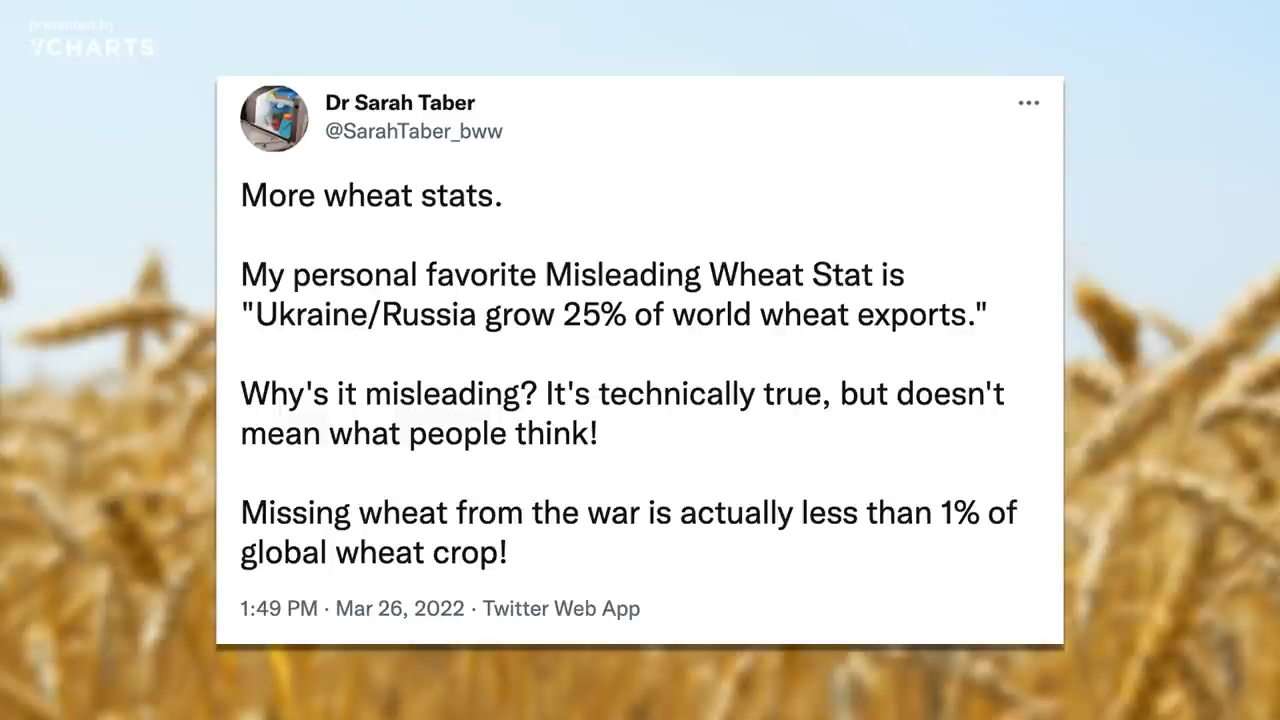 presented by
YCHARTS
Dr Sarah Taber
@SarahTaber_bww
More wheat stats.
My personal favorite Misleading Wheat Stat is
"Ukraine/Russia grow 25% of world wheat exports."
Why's it misleading? It's technically true, but doesn't
mean what people think!
Missing wheat from the war is actually less than 1% of
global wheat crop!
1:49 PM · Mar 26, 2022 · Twitter Web App